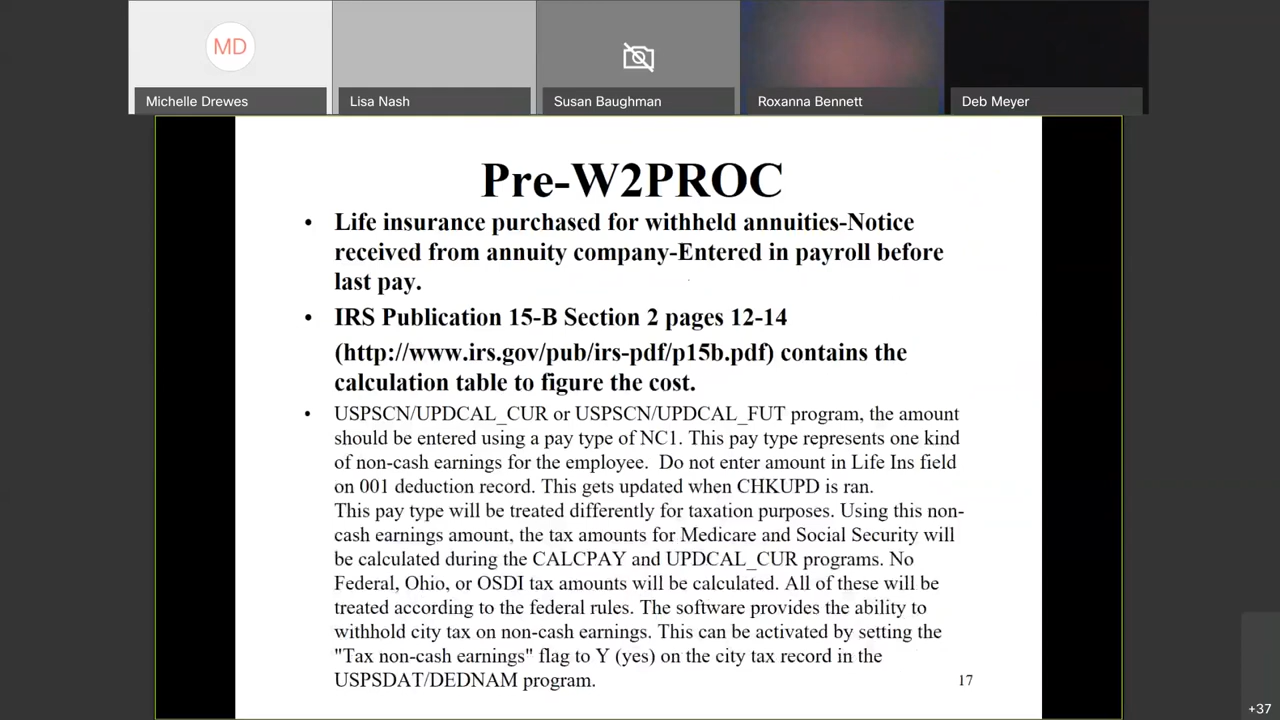 MD
Michelle Drewes
Lisa Nash
Susan Baughman
Roxanna Bennett
Deb Meyer
Pre-W2PROC
• Life insurance purchased for withheld annuities-Notice
received from annuity company-Entered in payroll before
last pay.
• IRS Publication 15-B Section 2 pages 12-14
(http://www.irs.gov/pub/irs-pdf/p15b.pdf) contains the
calculation table to figure the cost.
• USPSCN/UPDCAL_CUR or USPSCN/UPDCAL_FUT program, the amount
should be entered using a pay type of NC1. This pay type represents one kind
of non-cash earnings for the employee. Do not enter amount in Life Ins field
on 001 deduction record. This gets updated when CHKUPD is ran.
This pay type will be treated differently for taxation purposes. Using this non-
cash earnings amount, the tax amounts for Medicare and Social Security will
be calculated during the CALCPAY and UPDCAL_CUR programs. No
Federal, Ohio, or OSDI tax amounts will be calculated. All of these will be
treated according to the federal rules. The software provides the ability to
withhold city tax on non-cash earnings. This can be activated by setting the
"Tax non-cash earnings" flag to Y (yes) on the city tax record in the
USPSDAT/DEDNAM program.
17
+37